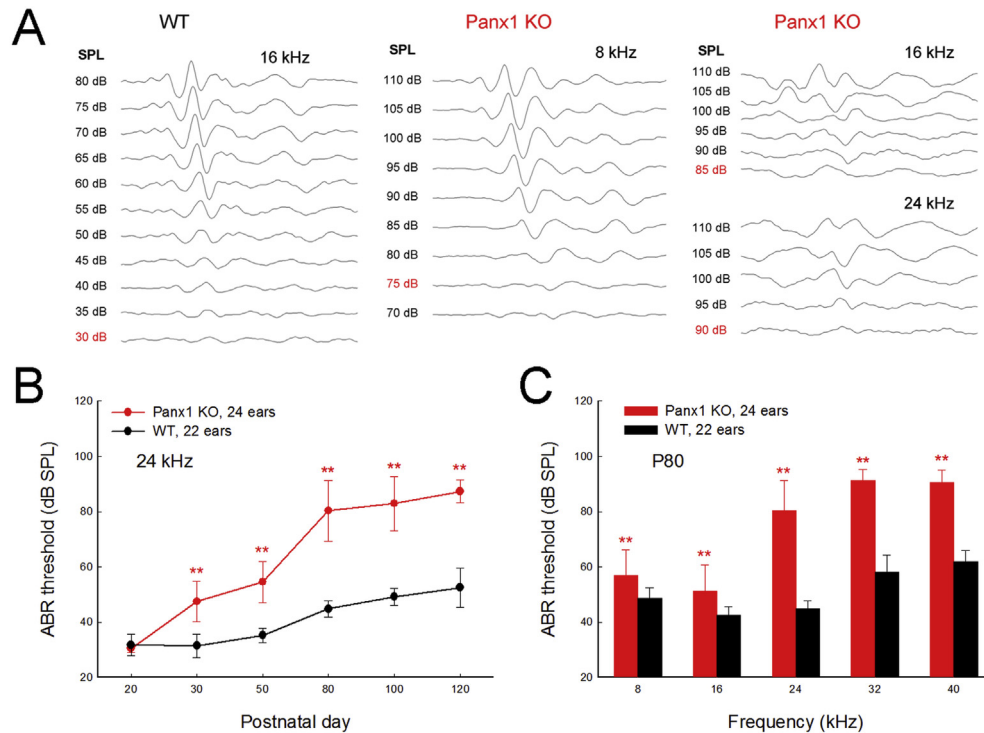 A
WT
SPL
16 kHz
80 dB
75 dB
70 dB
65 dB
60 dB
55 dB
50 dB
45 dB
40 dB
35 dB
30 dB
Panx1 KO
SPL
8 kHz
110 dB
105 dB
100 dB
95 dB
90 dB
85 dB
80 dB
75 dB
70 dB
Panx1 KO
SPL
16 kHz
110 dB
105 dB
100 dB
95 dB
90 dB
85 dB
24 kHz
110 dB
105 dB
100 dB
95 dB
90 dB
B
ABR threshold (dB SPL)
120
100
80
60
40
20
Panx1 KO, 24 ears
WT, 22 ears
24 kHz
** ** ** ** **
20 30 50 80 100 120
Postnatal day
C
ABR threshold (dB SPL)
120
100
80
60
40
20
Panx1 KO, 24 ears
WT, 22 ears
P80
** ** ** ** **
8 16 24 32 40
Frequency (kHz)